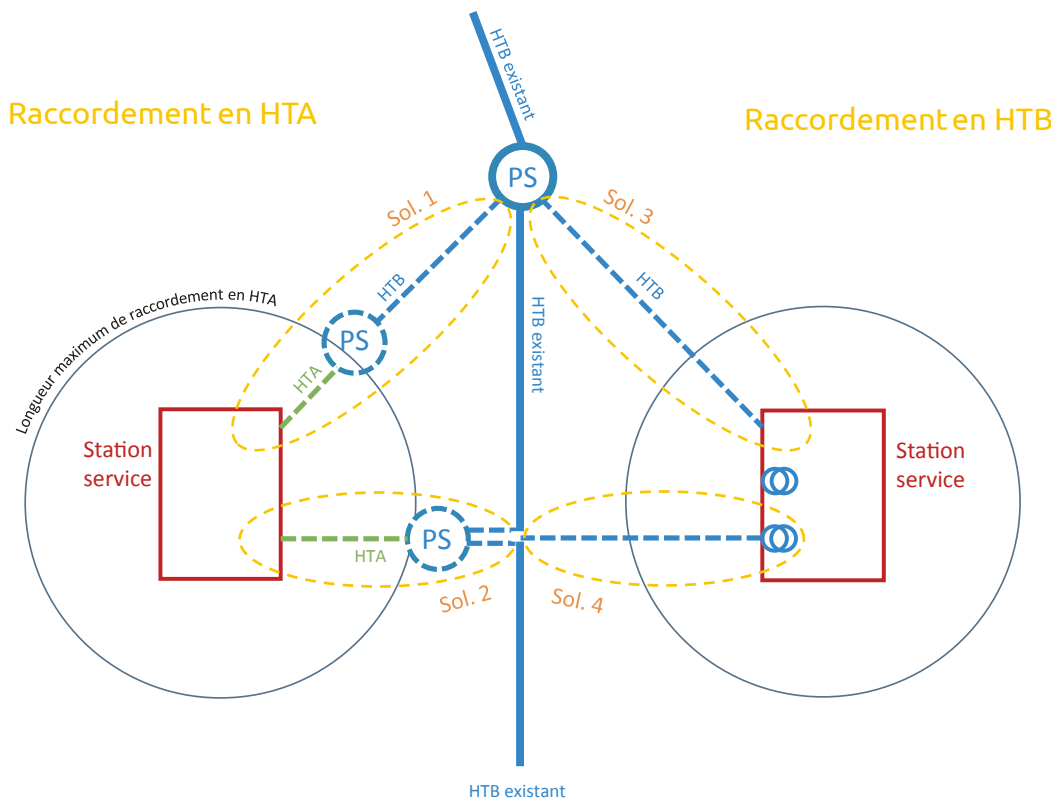 HTB existant
Raccordement en HTA
Raccordement en HTB
PS
Sol. 1
Sol. 3
HTB
HTB
Longueur maximum de raccordement en HTA
HTB existant
PS
HTA
Station
service
Station
service
PS
HTA
Sol. 2
Sol. 4
HTB existant